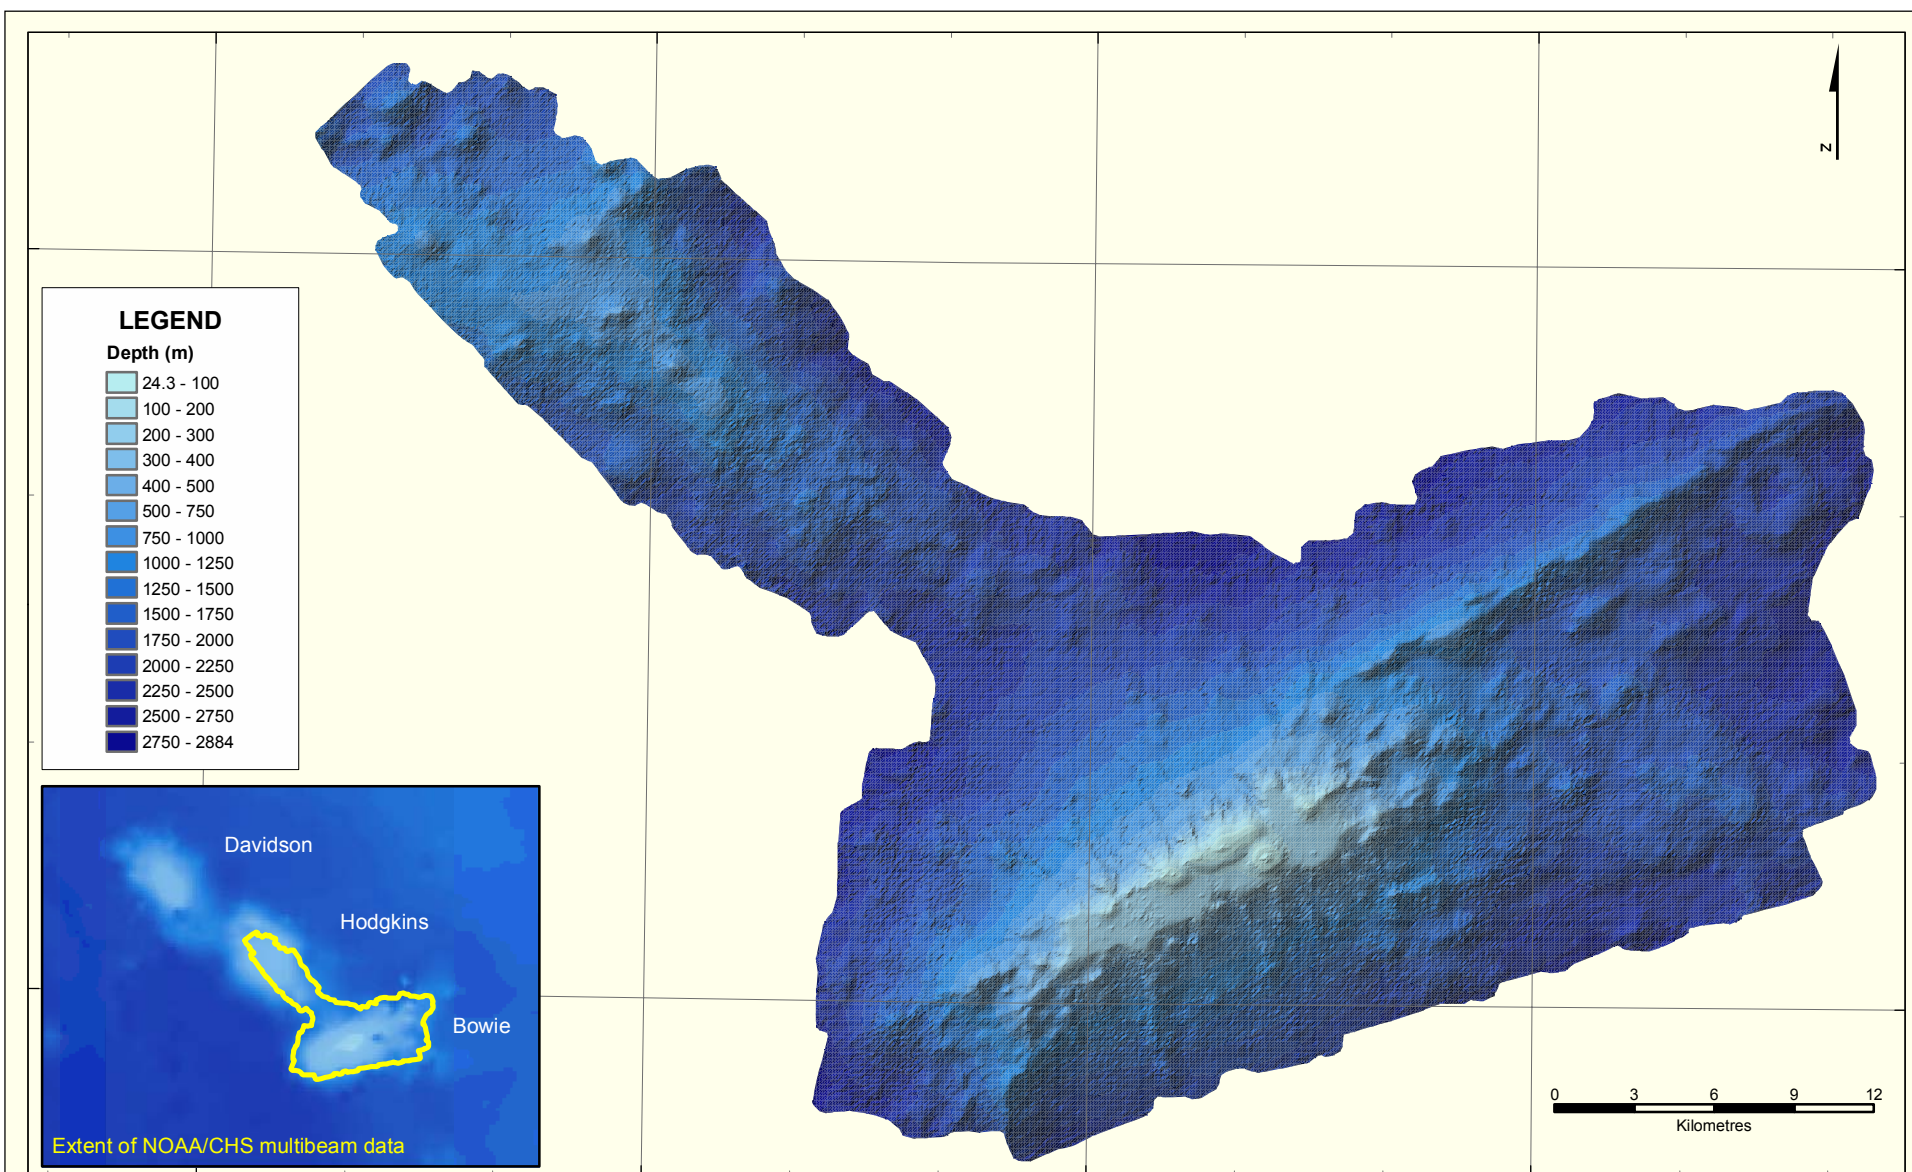 N
LEGEND
Depth (m)
24.3 - 100
100 - 200
200 - 300
300 - 400
400 - 500
500 - 750
750 - 1000
1000 - 1250
1250 - 1500
1500 - 1750
1750 - 2000
2000 - 2250
2250 - 2500
2500 - 2750
2750 - 2884
Davidson
Hodgkins
Bowie
Extent of NOAA/CHS multibeam data
0 3 6 9 12
Kilometres